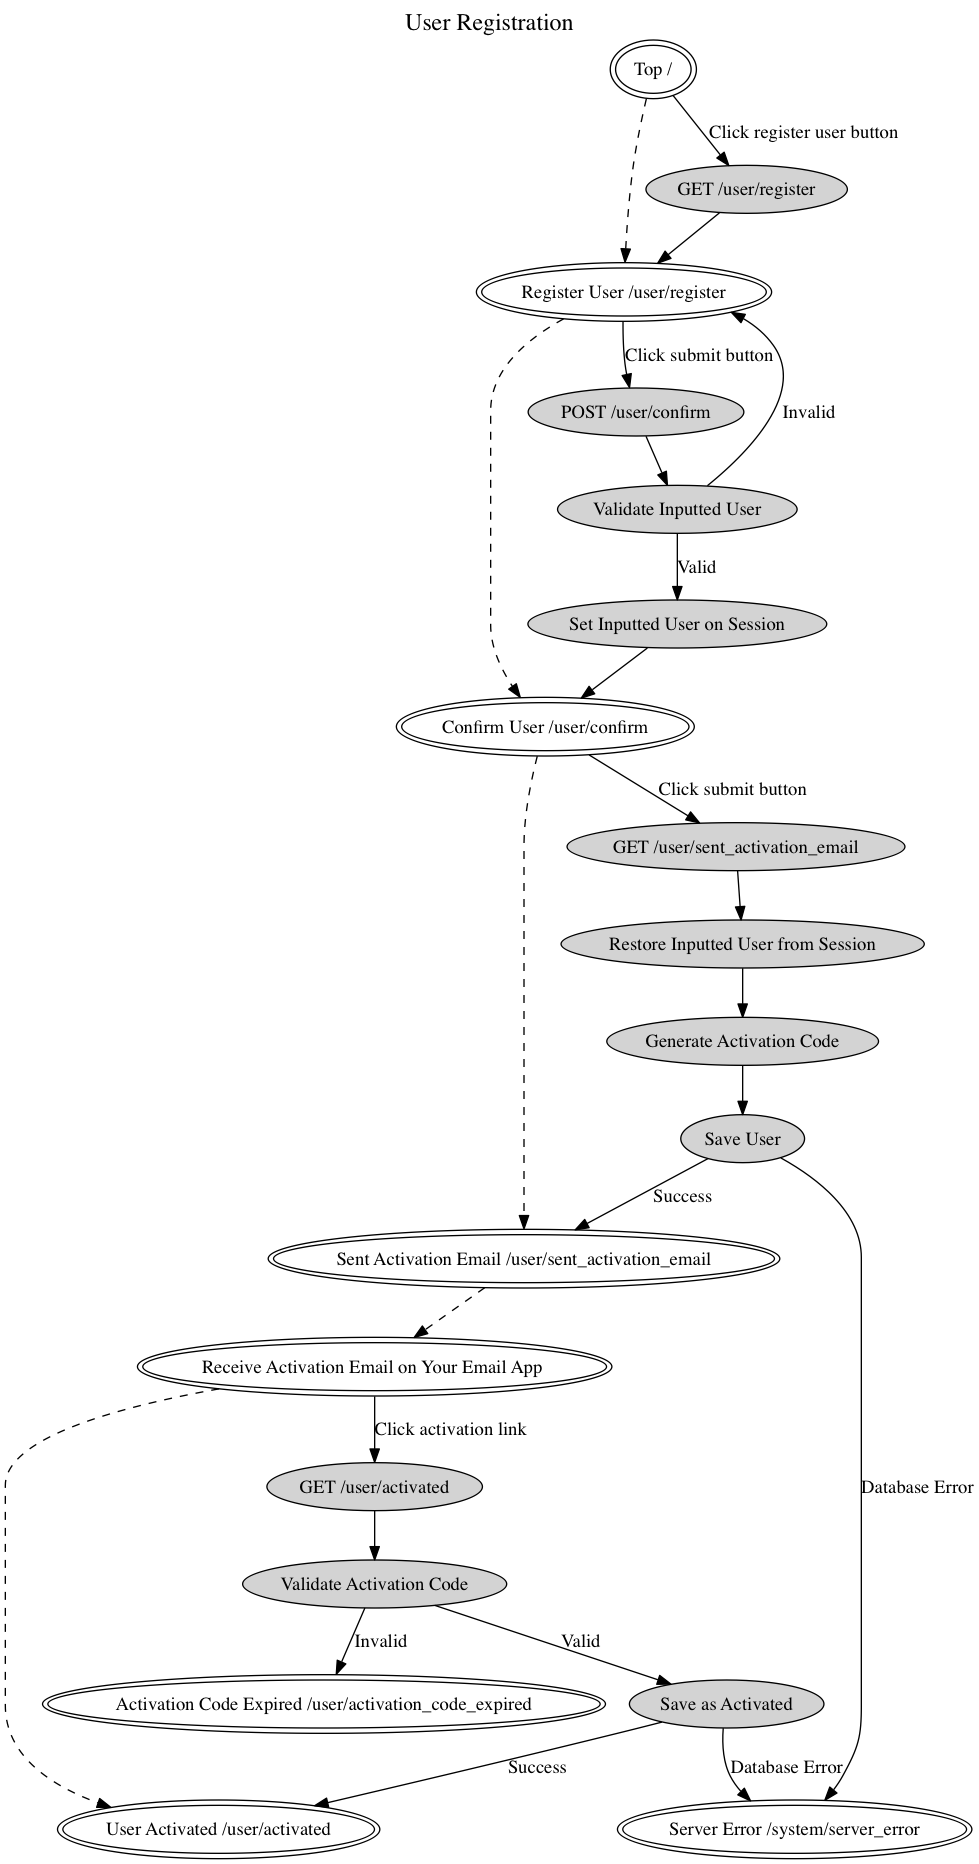 User Registration
Top /
Click register user button
GET /user/register
Register User /user/register
Click submit button
POST /user/confirm
Invalid
Validate Inputted User
Valid
Set Inputted User on Session
Confirm User /user/confirm
Click submit button
GET /user/sent_activation_email
Restore Inputted User from Session
Generate Activation Code
Save User
Success
Sent Activation Email /user/sent_activation_email
Receive Activation Email on Your Email App
Click activation link
GET /user/activated
Database Error
Validate Activation Code
Invalid
Valid
Activation Code Expired /user/activation_code_expired
Save as Activated
Success
Database Error
User Activated /user/activated
Server Error /system/server_error